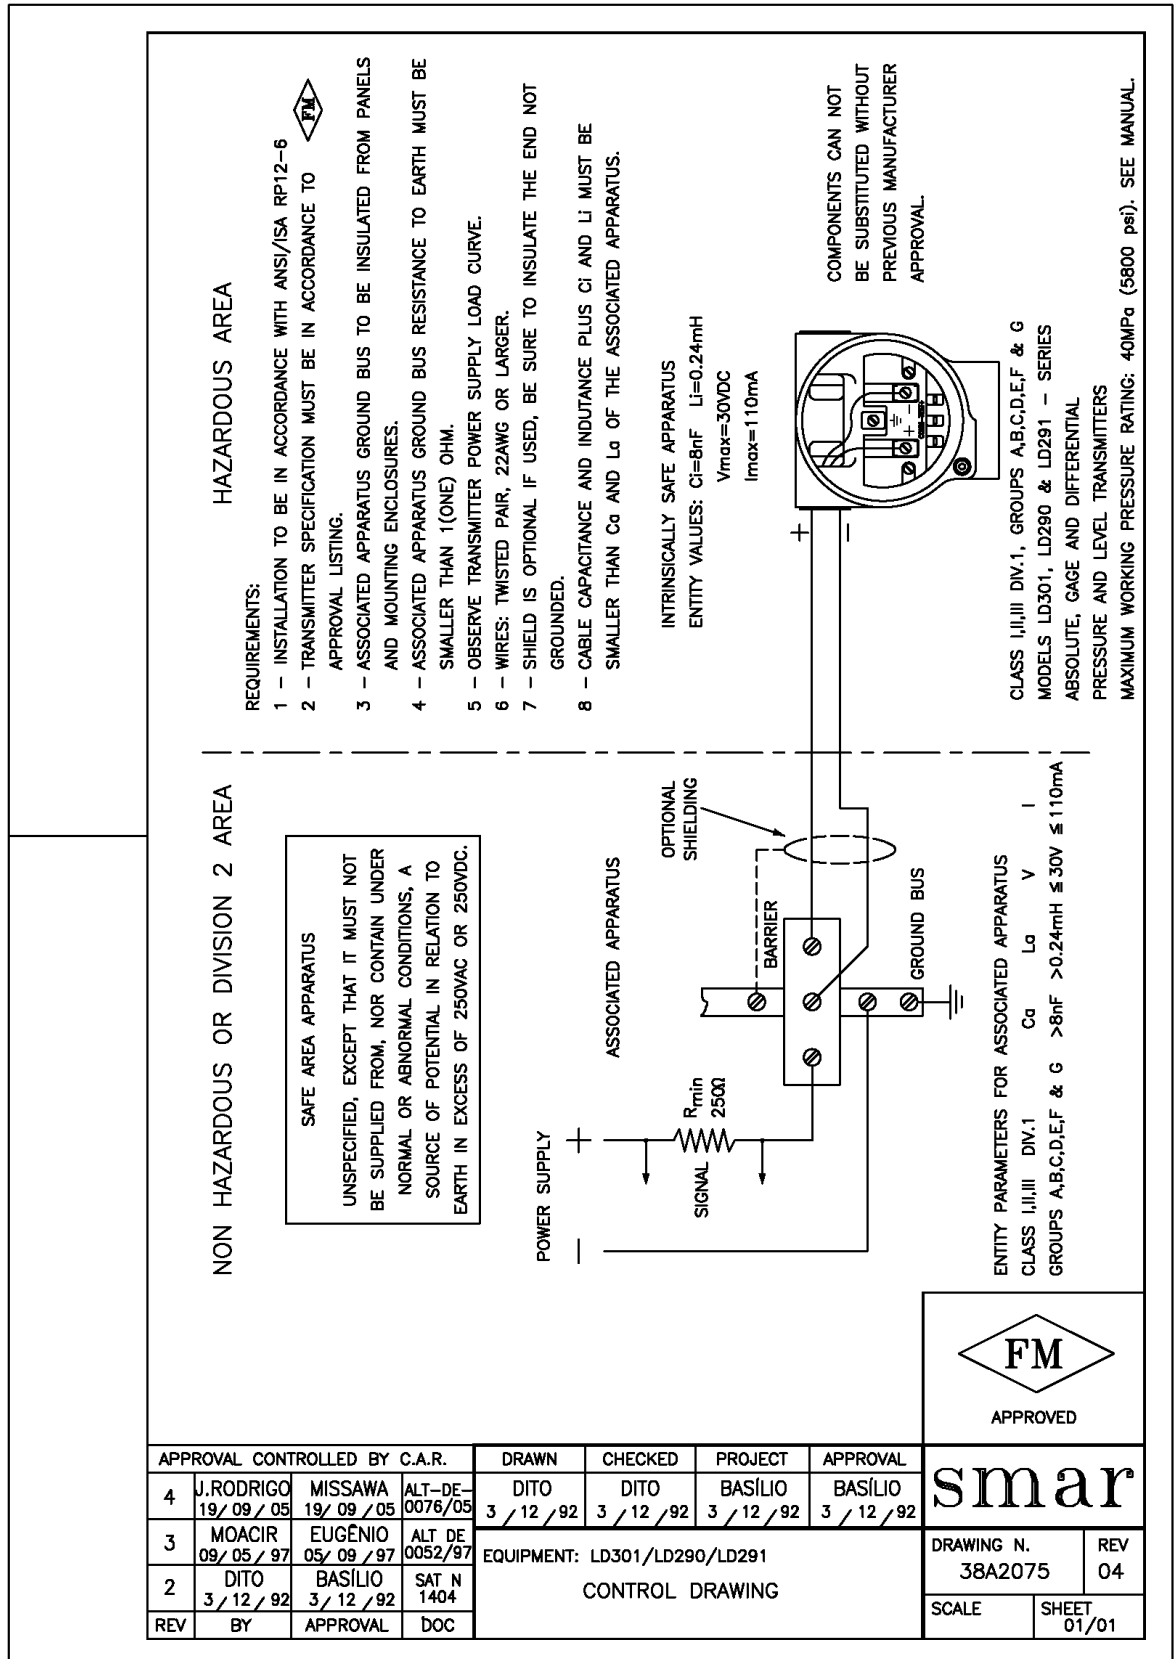 HAZARDOUS AREA
REQUIREMENTS:
1 - INSTALLATION TO BE IN ACCORDANCE WITH ANSI/ISA RP12-6
2 - TRANSMITTER SPECIFICATION MUST BE IN ACCORDANCE TO FM
APPROVAL LISTING.
3 - ASSOCIATED APPARATUS GROUND BUS TO BE INSULATED FROM PANELS
AND MOUNTING ENCLOSURES.
4 - ASSOCIATED APPARATUS GROUND BUS RESISTANCE TO EARTH MUST BE
SMALLER THAN 1(ONE) OHM.
5 - OBSERVE TRANSMITTER POWER SUPPLY LOAD CURVE.
6 - WIRES: TWISTED PAIR, 22AWG OR LARGER.
7 - SHIELD IS OPTIONAL IF USED, BE SURE TO INSULATE THE END NOT
GROUNDED.
8 - CABLE CAPACITANCE AND INDUTANCE PLUS Ci AND Li MUST BE
SMALLER THAN Ca AND La OF THE ASSOCIATED APPARATUS.
INTRINSICALLY SAFE APPARATUS
ENTITY VALUES: Ci=8nF Li=0.24mH
Vmax=30VDC
Imax=110mA
COMPONENTS CAN NOT
BE SUBSTITUTED WITHOUT
PREVIOUS MANUFACTURER
APPROVAL.
+
-
CLASS I,II,III DIV.1, GROUPS A,B,C,D,E,F & G
MODELS LD301, LD290 & LD291 - SERIES
ABSOLUTE, GAGE AND DIFFERENTIAL
PRESSURE AND LEVEL TRANSMITTERS
MAXIMUM WORKING PRESSURE RATING: 40MPa (5800 psi). SEE MANUAL.
NON HAZARDOUS OR DIVISION 2 AREA
SAFE AREA APPARATUS
UNSPECIFIED, EXCEPT THAT IT MUST NOT
BE SUPPLIED FROM, NOR CONTAIN UNDER
NORMAL OR ABNORMAL CONDITIONS, A
SOURCE OF POTENTIAL IN RELATION TO
EARTH IN EXCESS OF 250VAC OR 250VDC.
ASSOCIATED APPARATUS
OPTIONAL
SHIELDING
POWER SUPPLY
- +
Rmin
250Ω
SIGNAL
BARRIER
GROUND BUS
ENTITY PARAMETERS FOR ASSOCIATED APPARATUS
CLASS I,II,III DIV.1 Ca La V I
GROUPS A,B,C,D,E,F & G >8nF >0.24mH ≤30V ≤110mA
FM
APPROVED
APPROVAL CONTROLLED BY C.A.R.
4 J.RODRIGO 19/09/05 MISSAWA 19/09/05 ALT-DE-0076/05
3 MOACIR 09/05/97 EUGÊNIO 05/09/97 ALT DE 0052/97
2 DITO 3/12/92 BASÍLIO 3/12/92 SAT N 1404
REV BY APPROVAL DOC
DRAWN CHECKED PROJECT APPROVAL
DITO DITO BASÍLIO BASÍLIO
3/12/92 3/12/92 3/12/92 3/12/92
EQUIPMENT: LD301/LD290/LD291
CONTROL DRAWING
smar
DRAWING N. REV
38A2075 04
SCALE SHEET
01/01